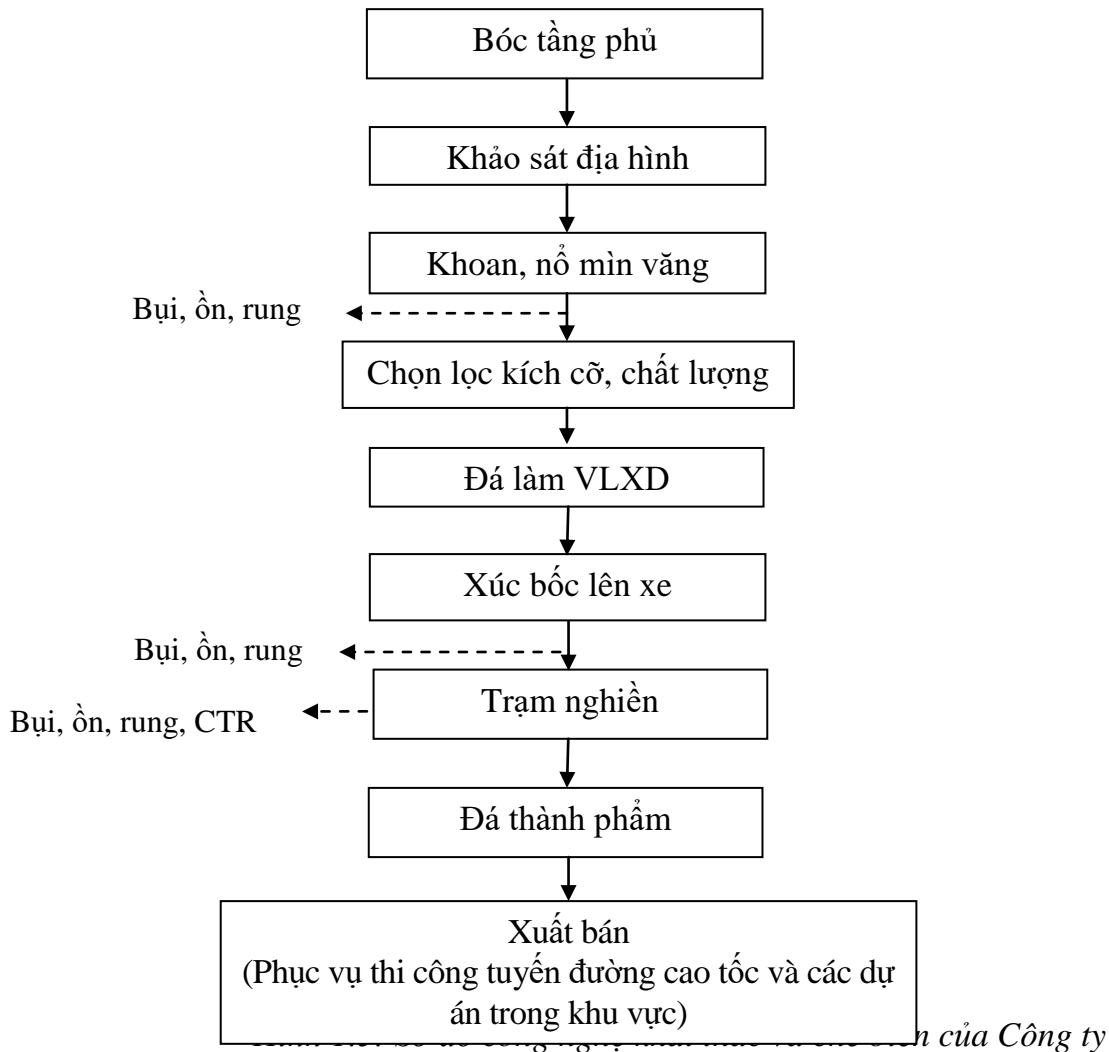 Bóc tầng phủ
Khảo sát địa hình
Khoan, nổ mìn văng
Bụi, ồn, rung
Chọn lọc kích cỡ, chất lượng
Đá làm VLXD
Xúc bốc lên xe
Bụi, ồn, rung
Trạm nghiền
Bụi, ồn, rung, CTR
Đá thành phẩm
Xuất bán
(Phục vụ thi công tuyến đường cao tốc và các dự
án trong khu vực)
của Công ty